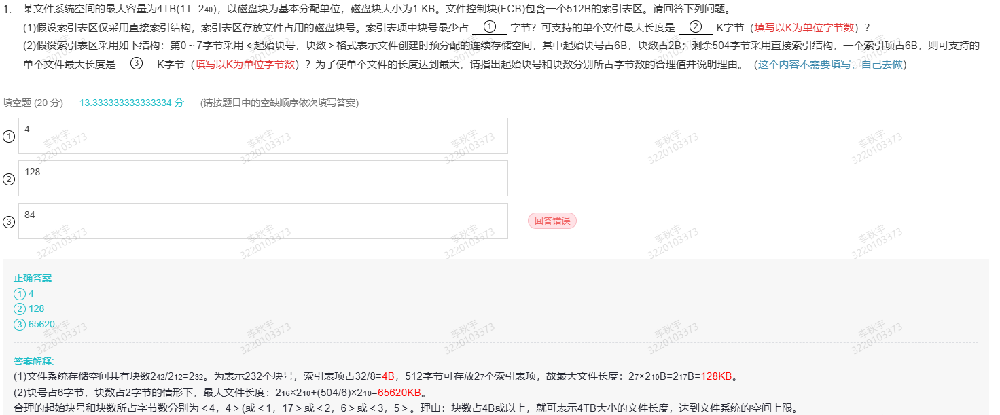 1. 某文件系统空间的最大容量为4TB(1T=240)，以磁盘块为基本分配单位，磁盘块大小为1 KB。文件控制块(FCB)包含一个512B的索引表区。请回答下列问题。
(1)假设索引表区仅采用直接索引结构，索引表区存放文件占用的磁盘块号。索引表项中块号最少占 ① 字节？可支持的单个文件最大长度是 ② K字节（填写以K为单位字节数）？
(2)假设索引表区采用如下结构：第0～7字节采用＜起始块号，块数＞格式表示文件创建时预分配的连续存储空间，其中起始块号占6B，块数占2B；剩余504字节采用直接索引结构，一个索引项占6B，则可支持的
单个文件最大长度是 ③ K字节（填写以K为单位字节数）？为了使单个文件的长度达到最大，请指出起始块号和块数分别所占字节数的合理值并说明理由。（这个内容不需要填写，自己去做）
填空题 (20 分) 13.333333333333334 分 (请按题目中的空缺顺序依次填写答案)
① 4
② 128
③ 84 回答错误
正确答案:
① 4
② 128
③ 65620
答案解释:
(1)文件系统存储空间共有块数242/212=232。为表示232个块号，索引表项占32/8=4B，512字节可存放27个索引表项，故最大文件长度：27×210B=217B=128KB。
(2)块号占6字节，块数占2字节的情形下，最大文件长度：216×210+(504/6)×210=65620KB。
合理的起始块号和块数所占字节数分别为＜4，4＞(或＜1，17＞或＜2，6＞或＜3，5＞。理由：块数占4B或以上，就可表示4TB大小的文件长度，达到文件系统的空间上限。
李秋宇
3220103373